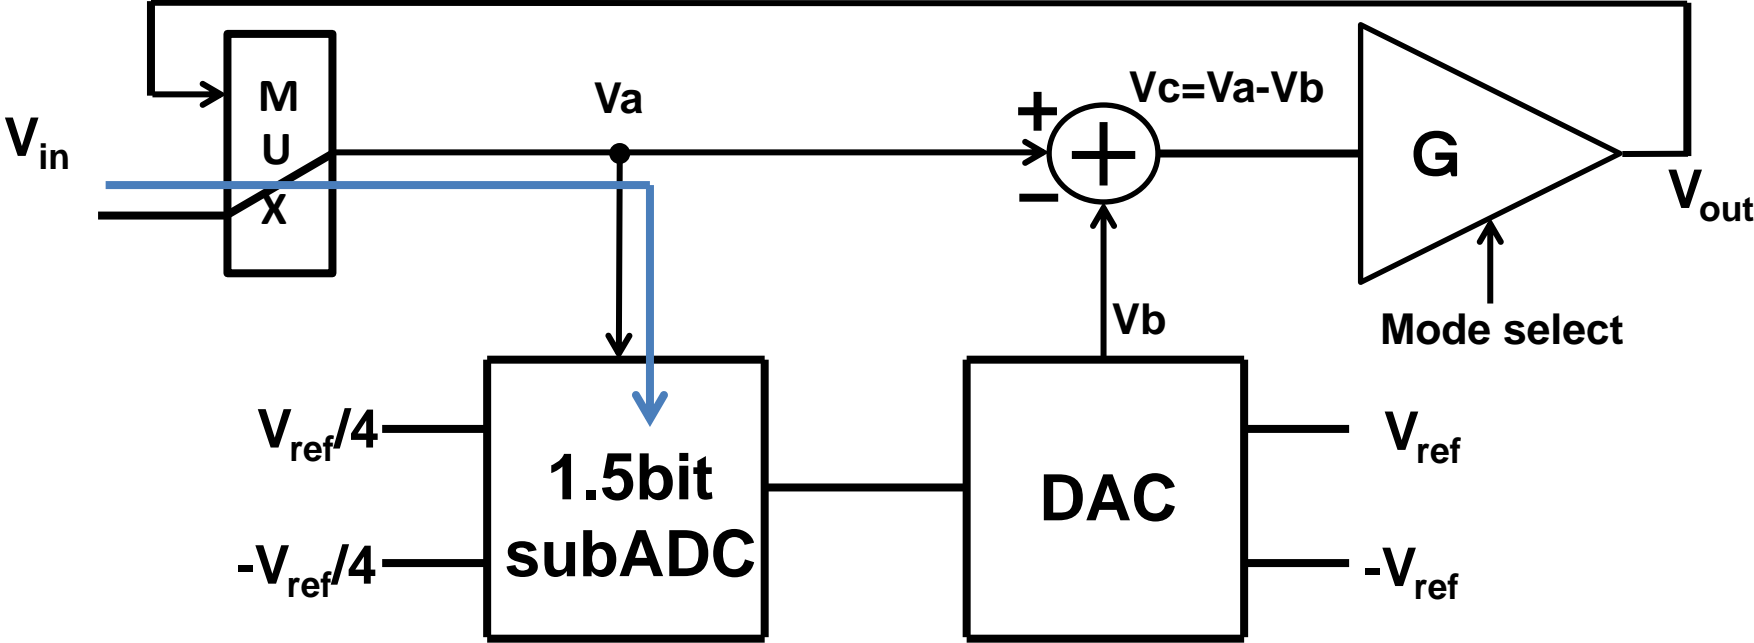 M
U
X
V_in
Va
+
−
+
Vc=Va-Vb
G
V_out
Mode select
Vb
V_ref/4
-V_ref/4
1.5bit
subADC
DAC
V_ref
-V_ref